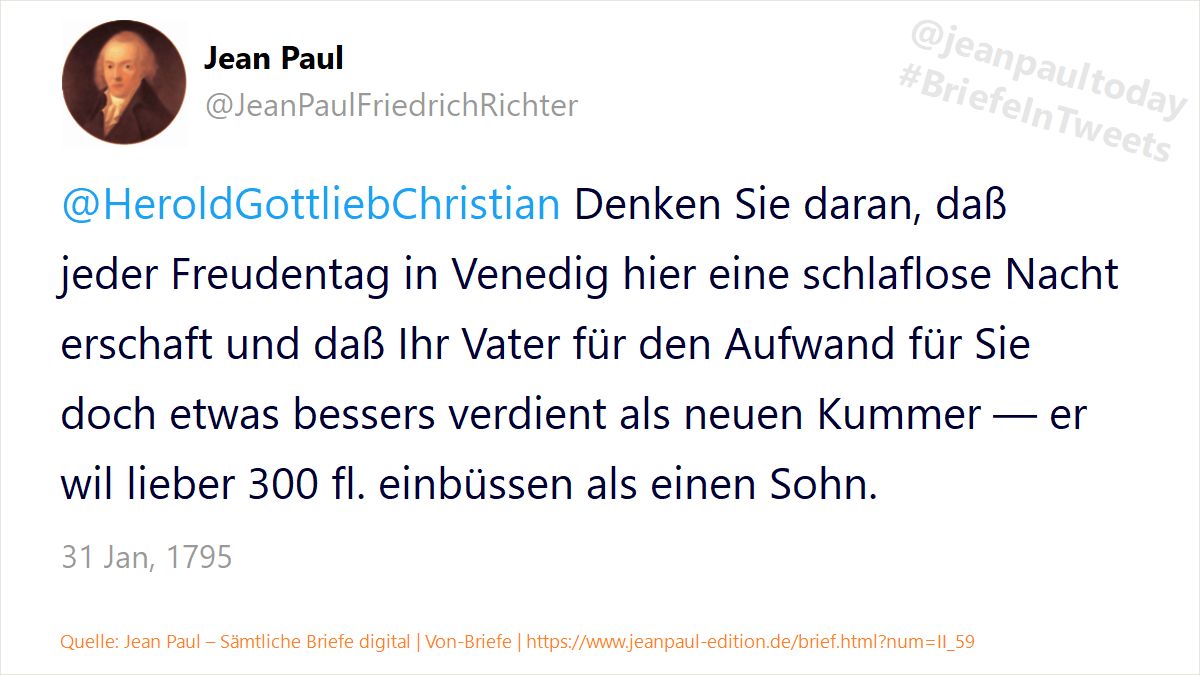 Jean Paul
@JeanPaulFriedrichRichter
@jeanpaultoday
#BriefeInTweets
@HeroldGottliebChristian Denken Sie daran, daß
jeder Freudentag in Venedig hier eine schlaflose Nacht
erschaft und daß Ihr Vater für den Aufwand für Sie
doch etwas bessers verdient als neuen Kummer — er
wil lieber 300 fl. einbüssen als einen Sohn.
31 Jan, 1795
Quelle: Jean Paul – Sämtliche Briefe digital | Von-Briefe | https://www.jeanpaul-edition.de/brief.html?num=II_59